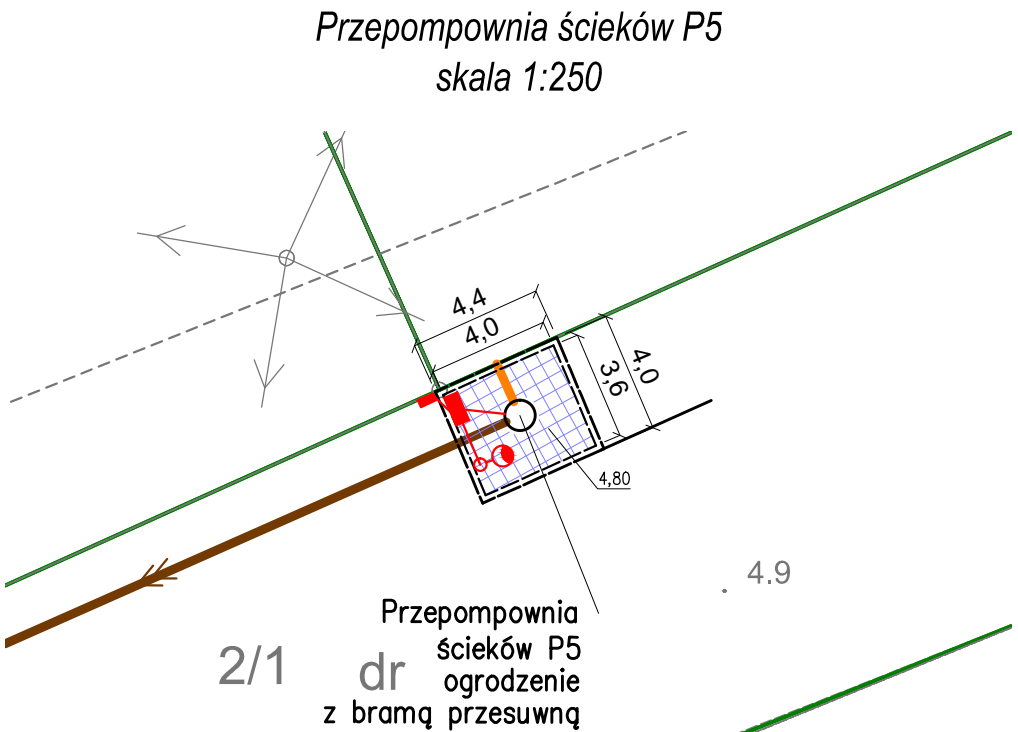 Przepompownia ścieków P5
skala 1:250
4,4
4,0
4,0
3,6
4,80
4.9
Przepompownia
ścieków P5
ogrodzenie
z bramą przesuwną
2/1 dr